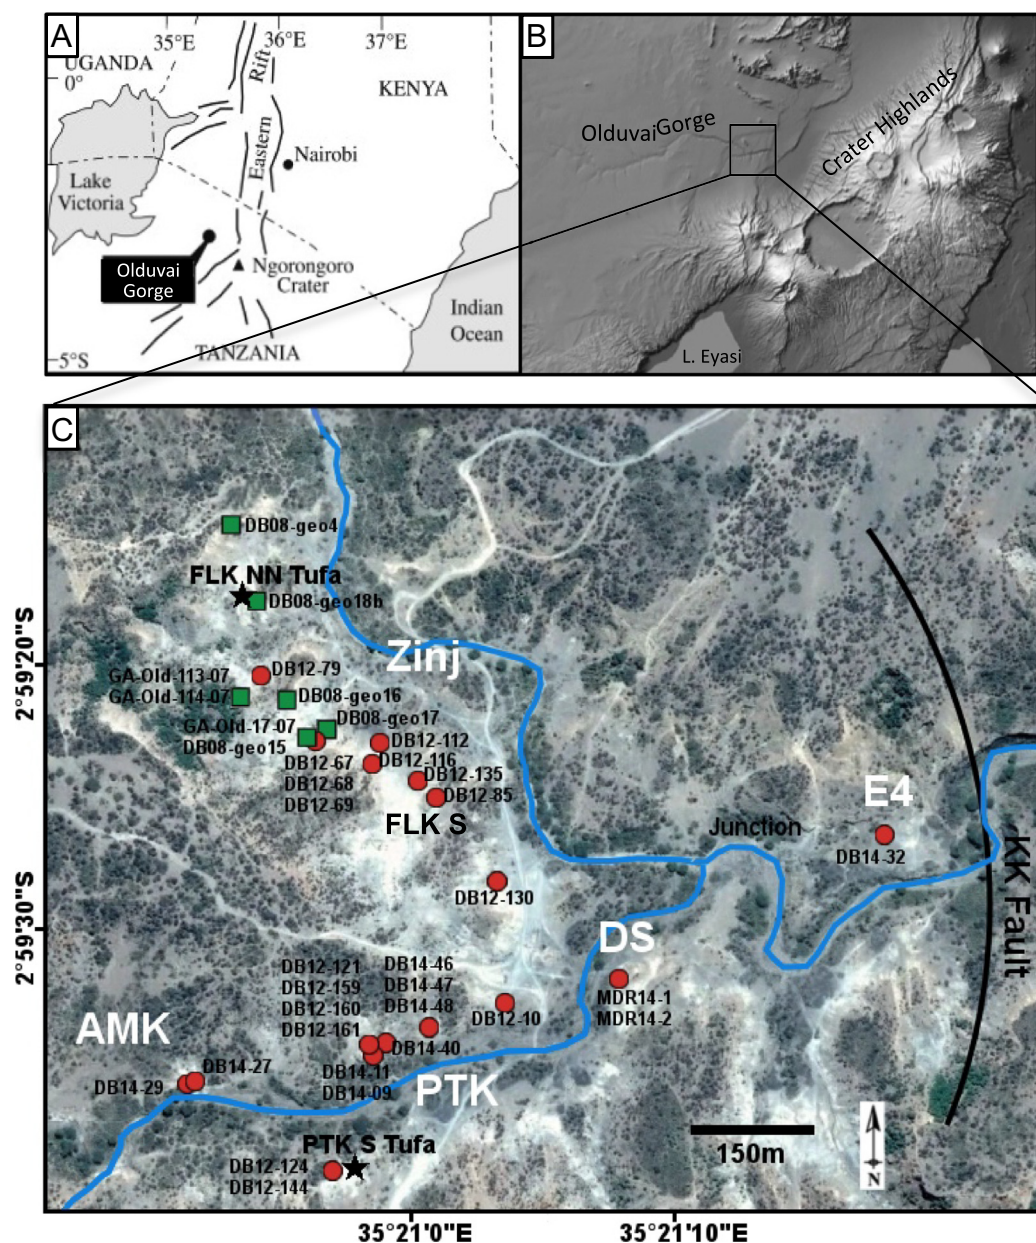 A
35°E
36°E
37°E
UGANDA
0°
Rift
KENYA
Eastern
Nairobi
Lake
Victoria
Olduvai
Gorge
Ngorongoro
Crater
Indian
Ocean
5°S
TANZANIA
B
Olduvai Gorge
Crater Highlands
L. Eyasi
C
DB08-geo4
FLK NN Tufa
DB08-geo18h
2°59'20"S
Zinj
GA-Old-113-07
DB12-79
GA-Old-114-07
DB08-geo16
GA-Old-17-07
DB08-geo17
DB08-geo15
DB12-112
DB12-67
DB12-116
DB12-68
DB12-135
DB12-69
DB12-85
FLK S
E4
Junction
DB14-32
KK Fault
DB12-130
2°59'30"S
DS
DB12-121
DB14-46
DB12-159
DB14-47
DB12-160
DB14-48
DB12-161
MDR14-1
MDR14-2
DB12-10
AMK
DB14-40
DB14-27
DB14-11
DB14-29
DB14-09
PTK
PTK S Tufa
DB12-124
DB12-144
150m
N
35°21'0"E
35°21'10"E